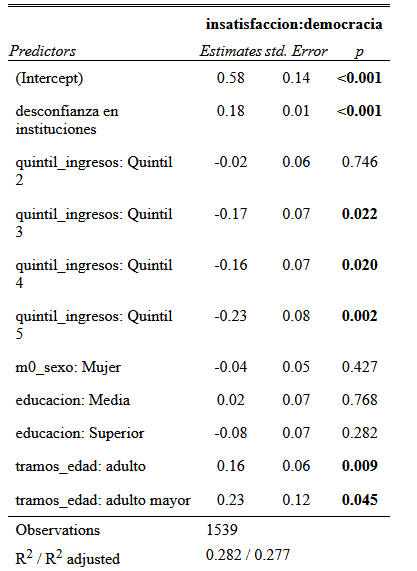 insatisfaccion:democracia
Predictors Estimates std. Error p
(Intercept) 0.58 0.14 <0.001
desconfianza en 0.18 0.01 <0.001
instituciones
quintil_ingresos: Quintil -0.02 0.06 0.746
2
quintil_ingresos: Quintil -0.17 0.07 0.022
3
quintil_ingresos: Quintil -0.16 0.07 0.020
4
quintil_ingresos: Quintil -0.23 0.08 0.002
5
m0_sexo: Mujer -0.04 0.05 0.427
educacion: Media 0.02 0.07 0.768
educacion: Superior -0.08 0.07 0.282
tramos_edad: adulto 0.16 0.06 0.009
tramos_edad: adulto mayor 0.23 0.12 0.045
Observations 1539
R2 / R2 adjusted 0.282 / 0.277